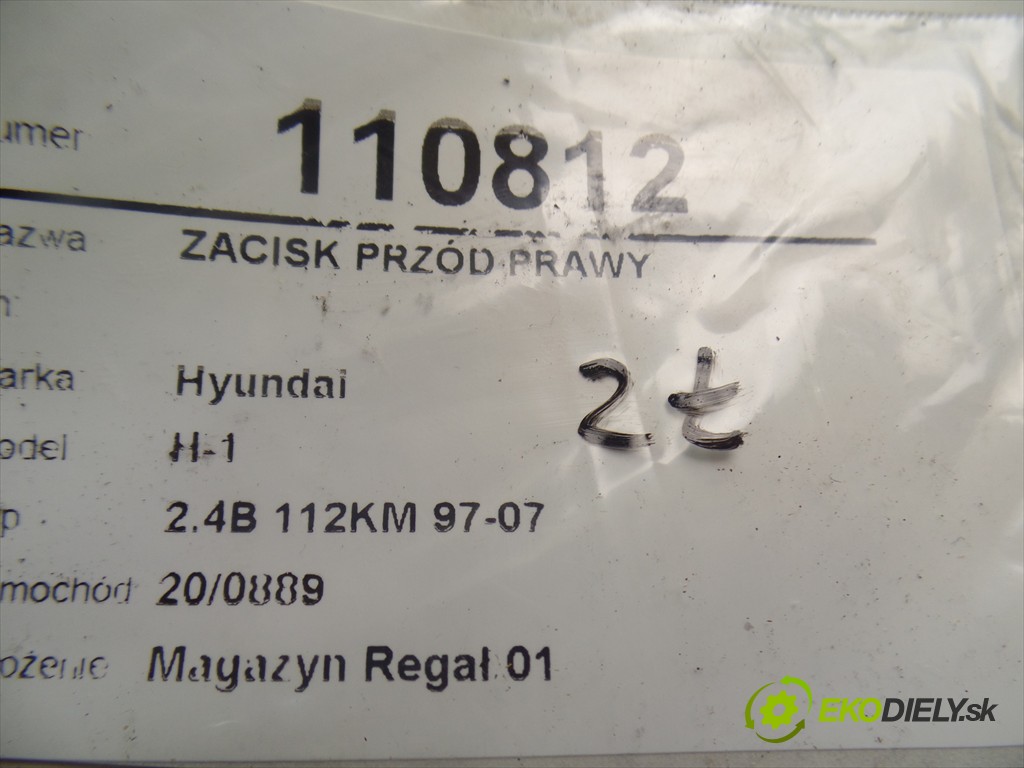 umer 110812
azwa ZACISK PRZÓD PRAWY
arka Hyundai
odel H-1
2 ł
p 2.4B 112KM 97-07
mochód 20/0889
ożenie Magazyn Regał 01
EKODIELY.sk